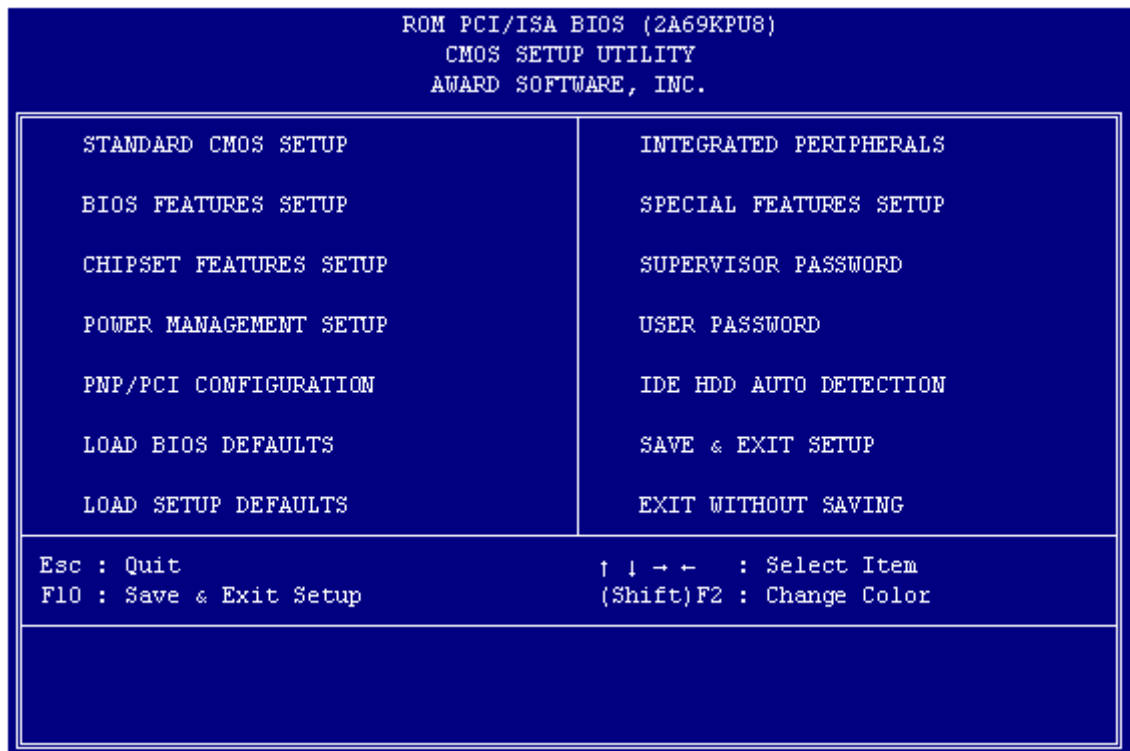 ROM PCI/ISA BIOS (2A69KPU8)
CMOS SETUP UTILITY
AWARD SOFTWARE, INC.
STANDARD CMOS SETUP
BIOS FEATURES SETUP
CHIPSET FEATURES SETUP
POWER MANAGEMENT SETUP
PNP/PCI CONFIGURATION
LOAD BIOS DEFAULTS
LOAD SETUP DEFAULTS
INTEGRATED PERIPHERALS
SPECIAL FEATURES SETUP
SUPERVISOR PASSWORD
USER PASSWORD
IDE HDD AUTO DETECTION
SAVE & EXIT SETUP
EXIT WITHOUT SAVING
Esc : Quit
F10 : Save & Exit Setup
↑ ↓ → ← : Select Item
(Shift)F2 : Change Color